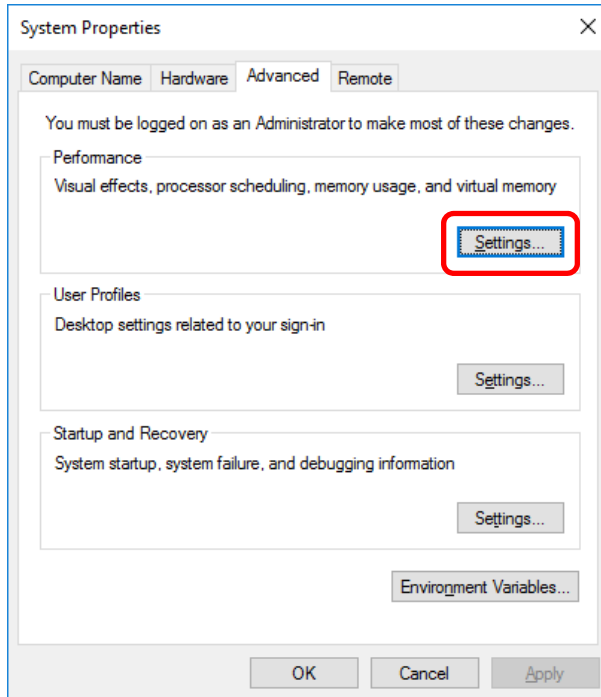 System Properties
Computer Name Hardware Advanced Remote
You must be logged on as an Administrator to make most of these changes.
Performance
Visual effects, processor scheduling, memory usage, and virtual memory
Settings...
User Profiles
Desktop settings related to your sign-in
Settings...
Startup and Recovery
System startup, system failure, and debugging information
Settings...
Environment Variables...
OK Cancel Apply